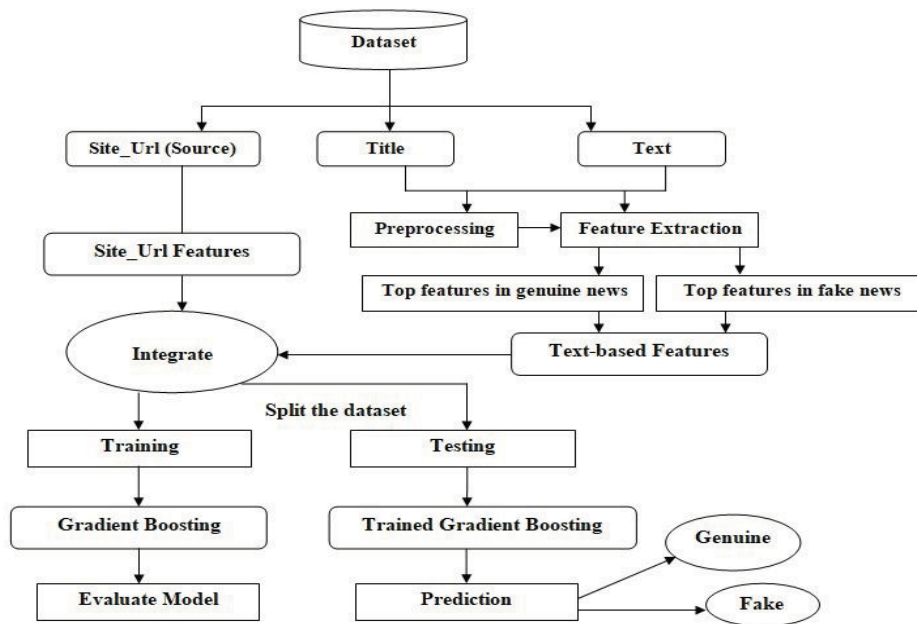 Dataset
Site_Url (Source)
Title
Text
Preprocessing
Feature Extraction
Site_Url Features
Top features in genuine news
Top features in fake news
Integrate
Text-based Features
Split the dataset
Training
Testing
Gradient Boosting
Trained Gradient Boosting
Genuine
Evaluate Model
Prediction
Fake